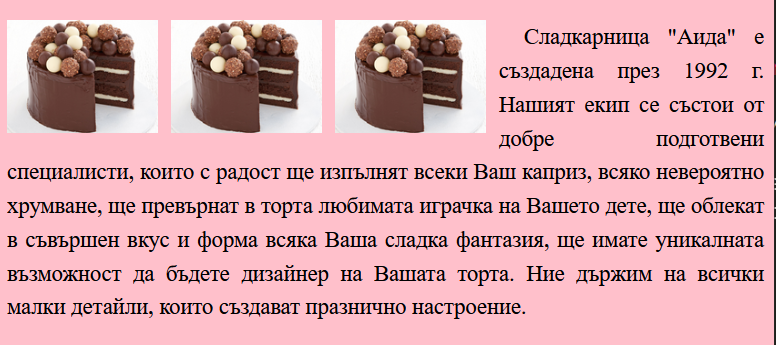 Сладкарница "Аида" е
създадена през 1992 г.
Нашият екип се състои от
добре подготвени
специалисти, които с радост ще изпълнят всеки Ваш каприз, всяко невероятно
хрумване, ще превърнат в торта любимата играчка на Вашето дете, ще облекат
в съвършен вкус и форма всяка Ваша сладка фантазия, ще имате уникалната
възможност да бъдете дизайнер на Вашата торта. Ние държим на всички
малки детайли, които създават празнично настроение.